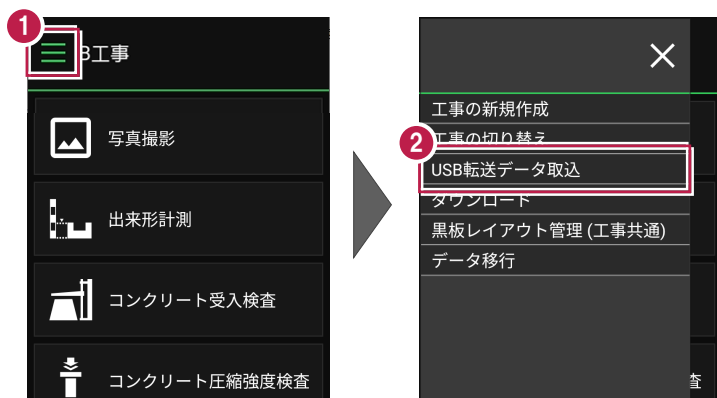 1
B工事
写真撮影
出来形計測
コンクリート受入検査
コンクリート圧縮強度検査
工事の新規作成
2
工事の切り替え
USB転送データ取込
ダウンロード
黒板レイアウト管理 (工事共通)
データ移行
査